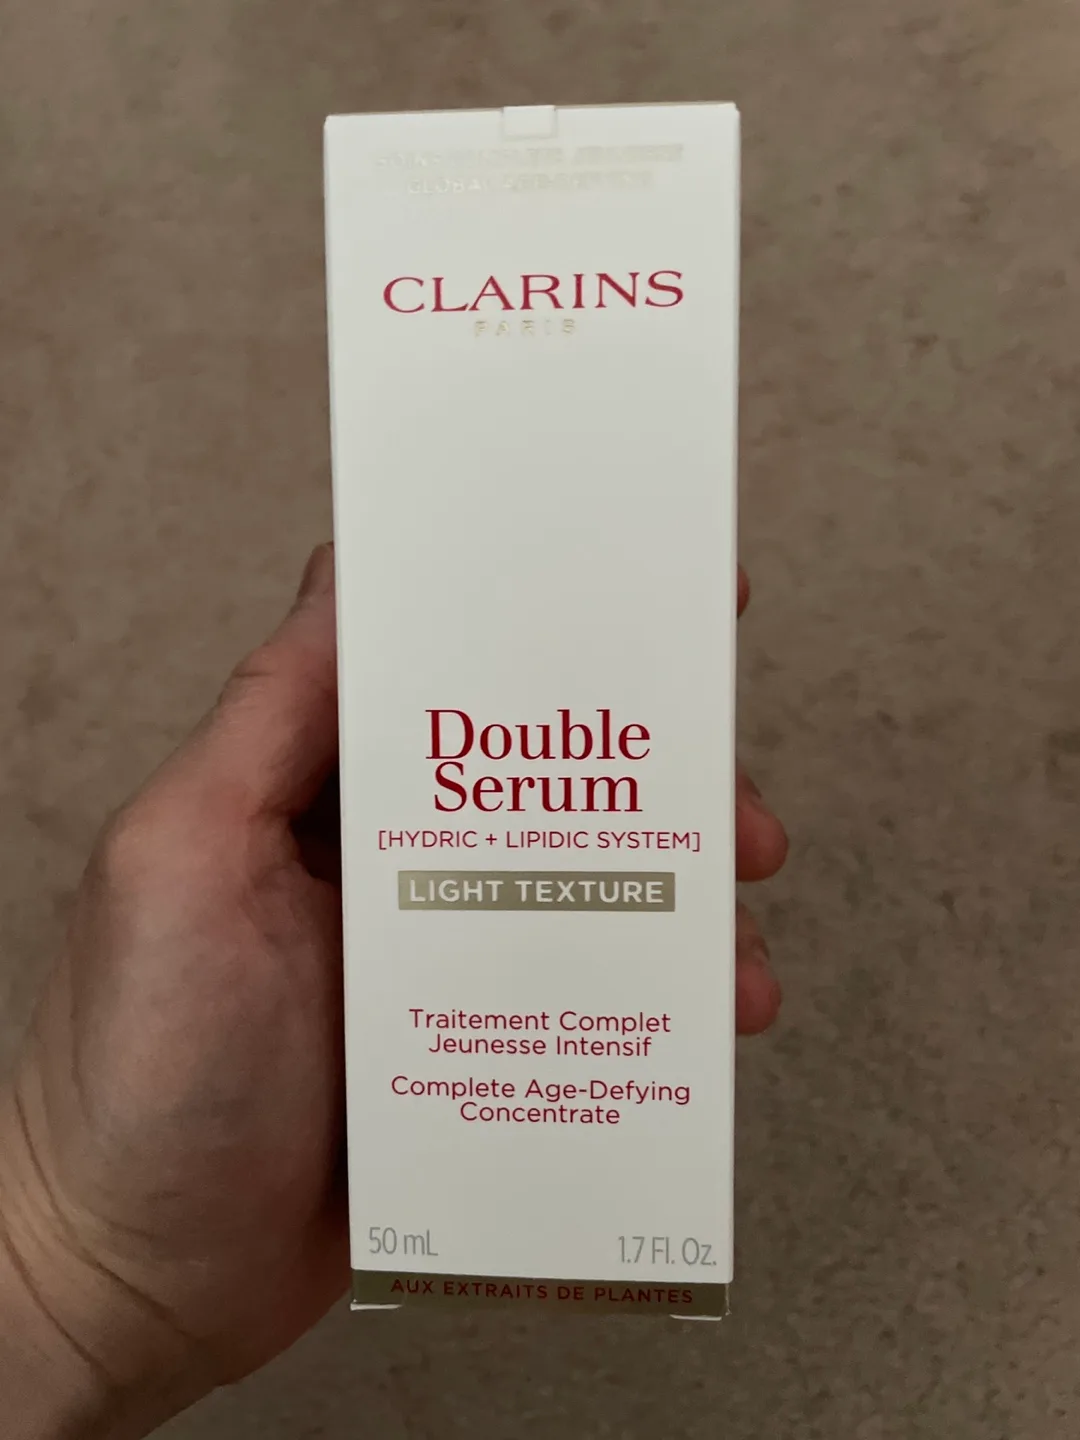 GLOBAL
CLARINS
PARIS
Double
Serum
[HYDRIC + LIPIDIC SYSTEM]
LIGHT TEXTURE
Traitement Complet
Jeunesse Intensif
Complete Age-Defying
Concentrate
50 mL
1.7 Fl. Oz.
AUX EXTRAITS DE PLANTES